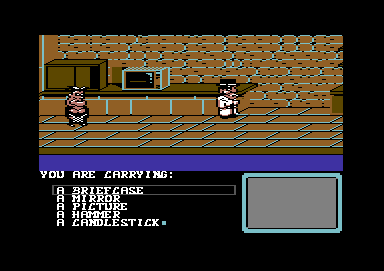 YOU ARE CARRYING:
A BRIEFCASE
A MIRROR
A PICTURE
A HAMMER
A CANDLESTICK